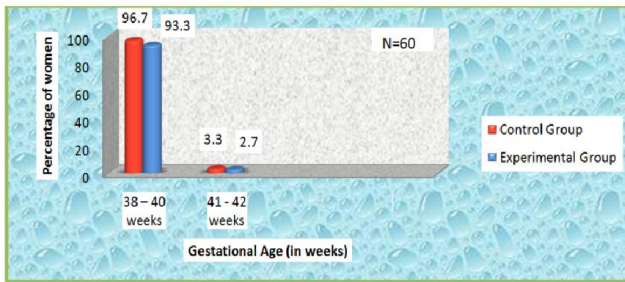 96.7
93.3
N=60
Percentage of women
100
80
60
40
20
0
3.3
2.7
38 – 40
weeks
41 - 42
weeks
Gestational Age (in weeks)
Control Group
Experimental Group